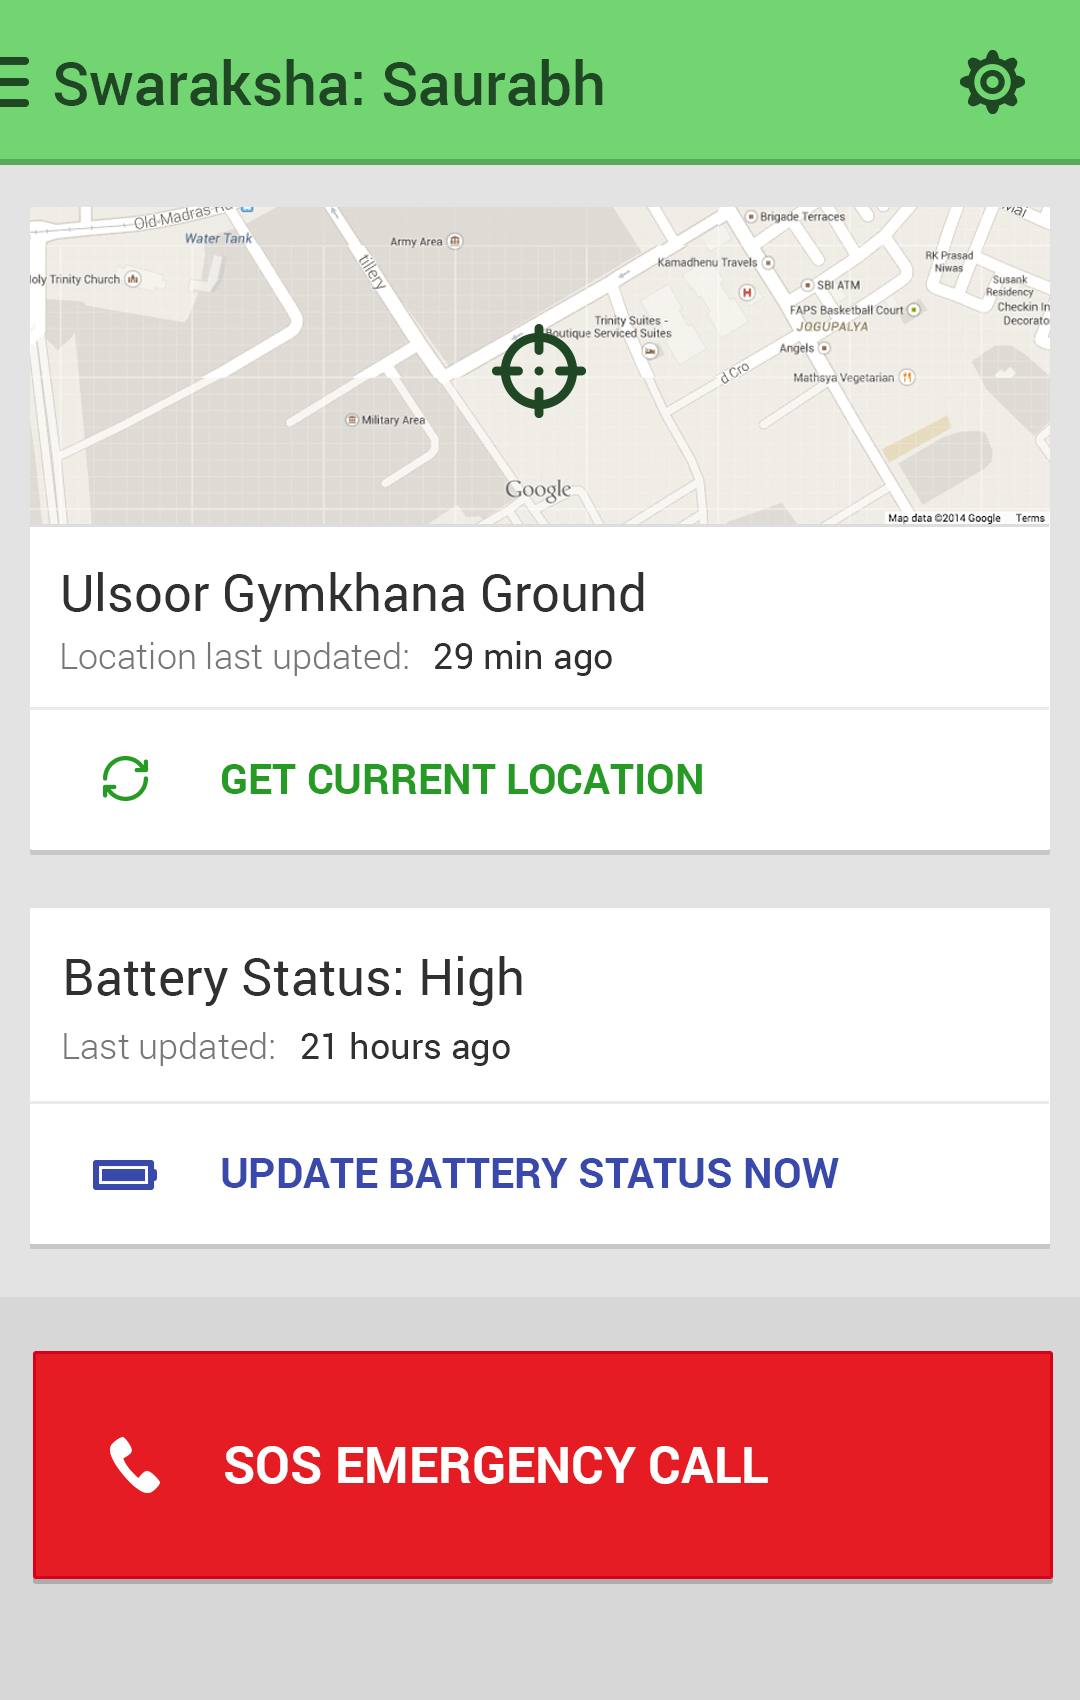 Swaraksha: Saurabh
Old Madras
Water Tank
Army Area
Brigade Terraces
tillery
Holy Trinity Church
Kamadhenu Travels
RK Prasad
Niwas
SBI ATM
Susank
Residency
H
FAPS Basketball Court
Checkin In
Decorato
Trinity Suites -
Boutique Serviced Suites
JOGUPALYA
Angels
d Cro
Mathsya Vegetarian
Military Area
Google
Map data ©2014 Google Terms
Ulsoor Gymkhana Ground
Location last updated: 29 min ago
GET CURRENT LOCATION
Battery Status: High
Last updated: 21 hours ago
UPDATE BATTERY STATUS NOW
SOS EMERGENCY CALL